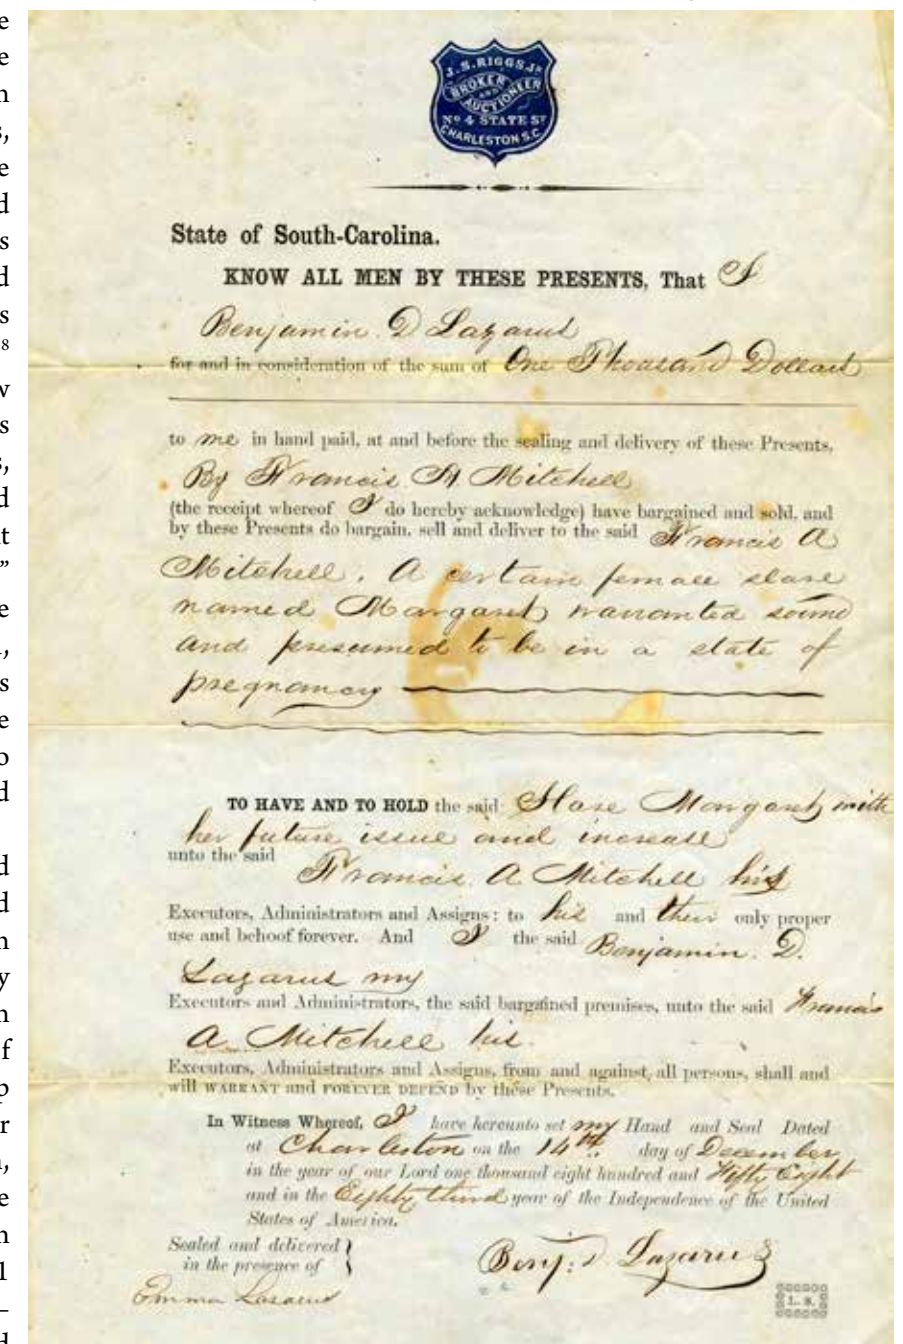 e
e
n
s,
e
d
s
d
s
8
w
s
s,
d
t
”
e
,
s
e
o
d
d
d
n
y
n
f
p
r
,
e
n
1
–
d
J. S. RIGGS JR
BROKER
AND
AUCTIONEER
No 4 STATE ST
CHARLESTON S.C.
State of South-Carolina.
KNOW ALL MEN BY THESE PRESENTS, That I
Benjamin D Lazarus
for and in consideration of the sum of One Thousand Dollars
to me in hand paid, at and before the sealing and delivery of these Presents,
By Francis A Mitchell
(the receipt whereof I do hereby acknowledge) have bargained and sold, and
by these Presents do bargain, sell and deliver to the said Francis A
Mitchell. A certain female slave
named Margaret warranted sound
and presumed to be in a state of
pregnancy
TO HAVE AND TO HOLD the said Slave Margaret with
her future issue and increase
unto the said
Francis. A Mitchell his
Executors, Administrators and Assigns: to his and their only proper
use and behoof forever. And I the said Benjamin. D.
Lazarus my
Executors and Administrators, the said bargained premises, unto the said Francis
A Mitchell his.
Executors, Administrators and Assigns, from and against, all persons, shall and
will WARRANT and FOREVER DEFEND by these Presents.
In Witness Whereof, I have hereunto set my Hand and Seal Dated
at Charleston on the 14th day of December
in the year of our Lord one thousand eight hundred and Fifty Eight
and in the Eighty third year of the Independence of the United
States of America.
Sealed and delivered }
in the presence of
Benj. D. Lazarus
Emma Lazarus
L. S.